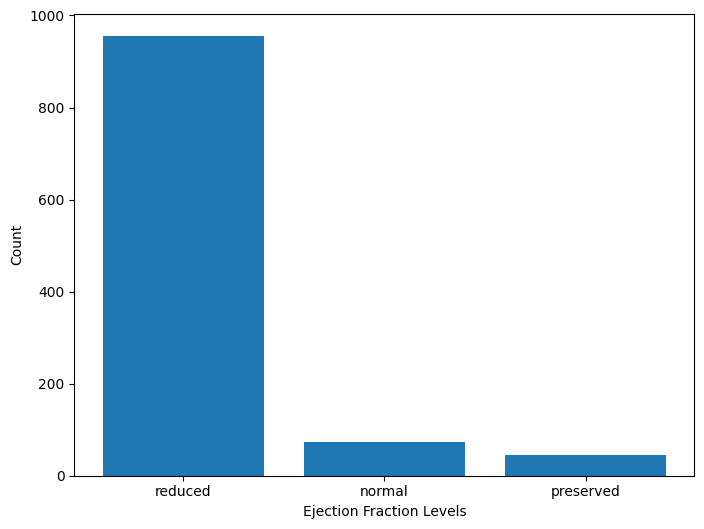 1000
800
600
400
200
0
Count
reduced
normal
preserved
Ejection Fraction Levels